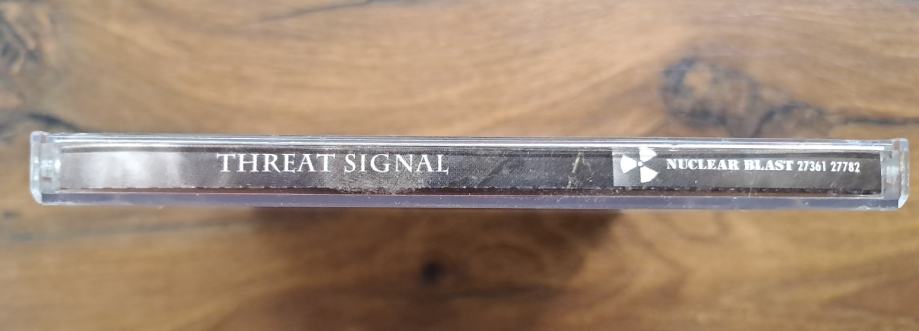 THREAT SIGNAL NUCLEAR BLAST 27361 27782